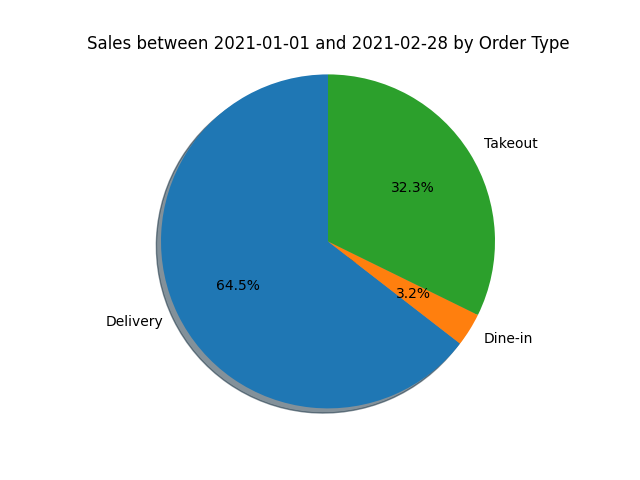 Sales between 2021-01-01 and 2021-02-28 by Order Type
Takeout
32.3%
64.5%
3.2%
Delivery
Dine-in